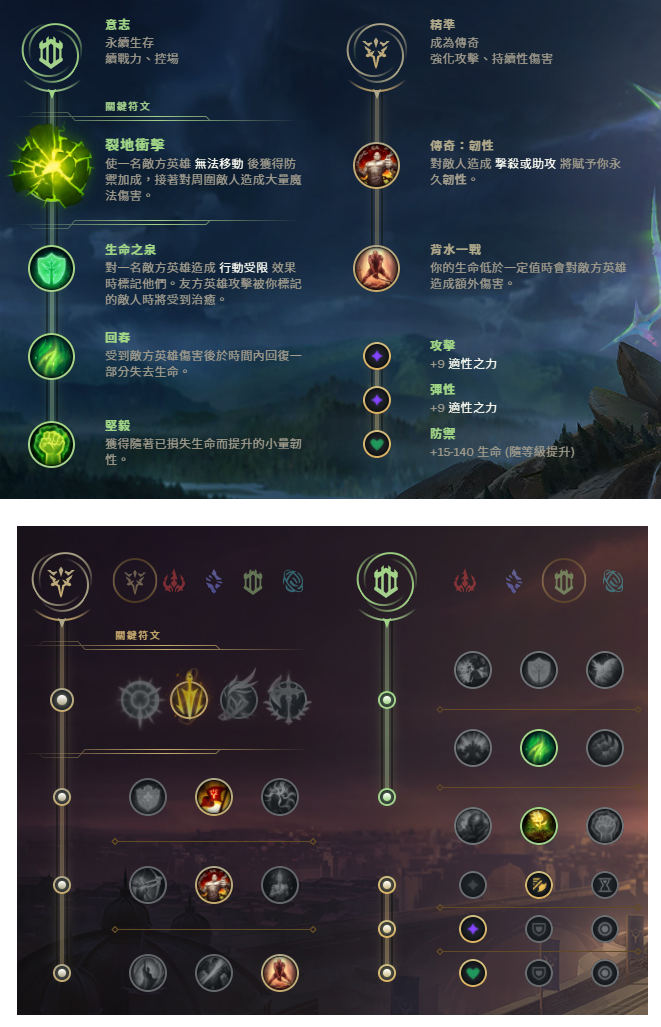 意志
永續生存
續戰力、控場
關鍵符文
裂地衝擊
使一名敵方英雄 無法移動 後獲得防
禦加成，接著對周圍敵人造成大量魔
法傷害。
生命之泉
對一名敵方英雄造成 行動受限 效果
時標記他們。友方英雄攻擊被你標記
的敵人時將受到治癒。
回春
受到敵方英雄傷害後於時間內回復一
部分失去生命。
堅毅
獲得隨著已損失生命而提升的小量韌
性。
精準
成為傳奇
強化攻擊、持續性傷害
傳奇：韌性
對敵人造成 擊殺或助攻 將賦予你永
久韌性。
背水一戰
你的生命低於一定值時會對敵方英雄
造成額外傷害。
攻擊
+9 適性之力
彈性
+9 適性之力
防禦
+15-140 生命 (隨等級提升)
關鍵符文